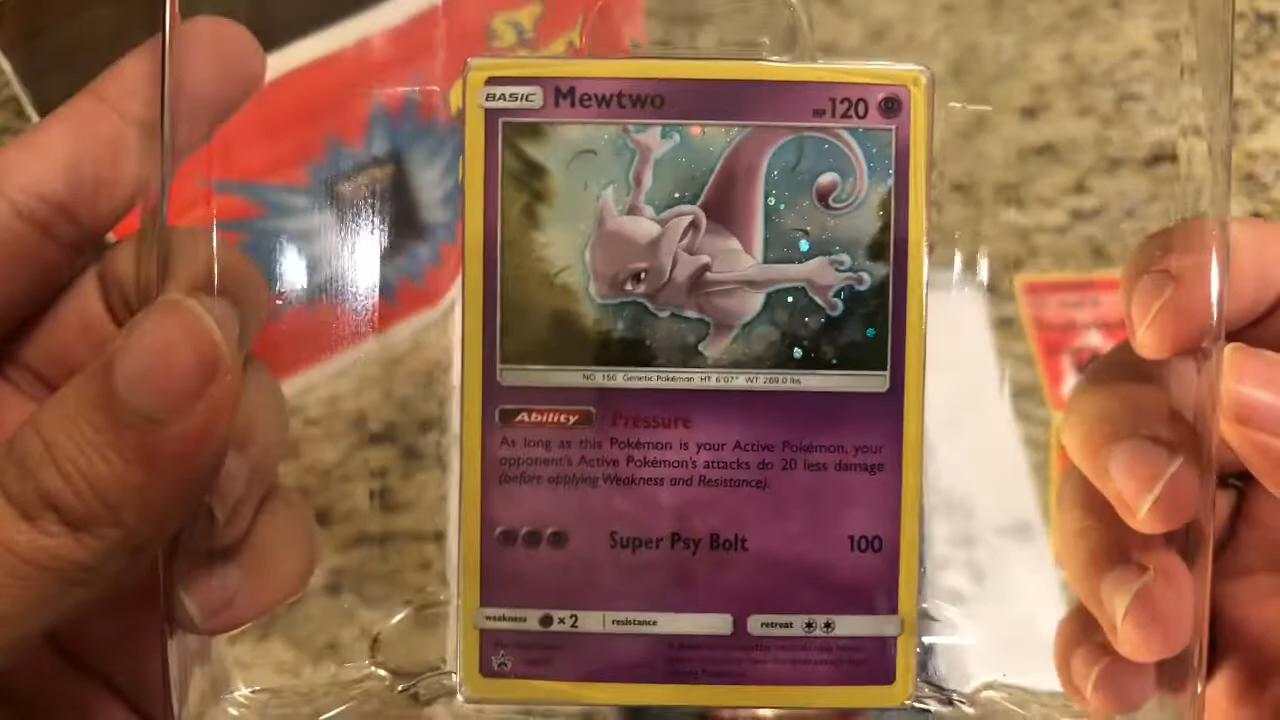 BASIC Mewtwo HP 120
NO. 150 Genetic Pokémon HT: 6'07" WT: 269.0 lbs
Ability Pressure
As long as this Pokémon is your Active Pokémon, your
opponent's Active Pokémon's attacks do 20 less damage
(before applying Weakness and Resistance).
Super Psy Bolt 100
weakness ×2 resistance retreat